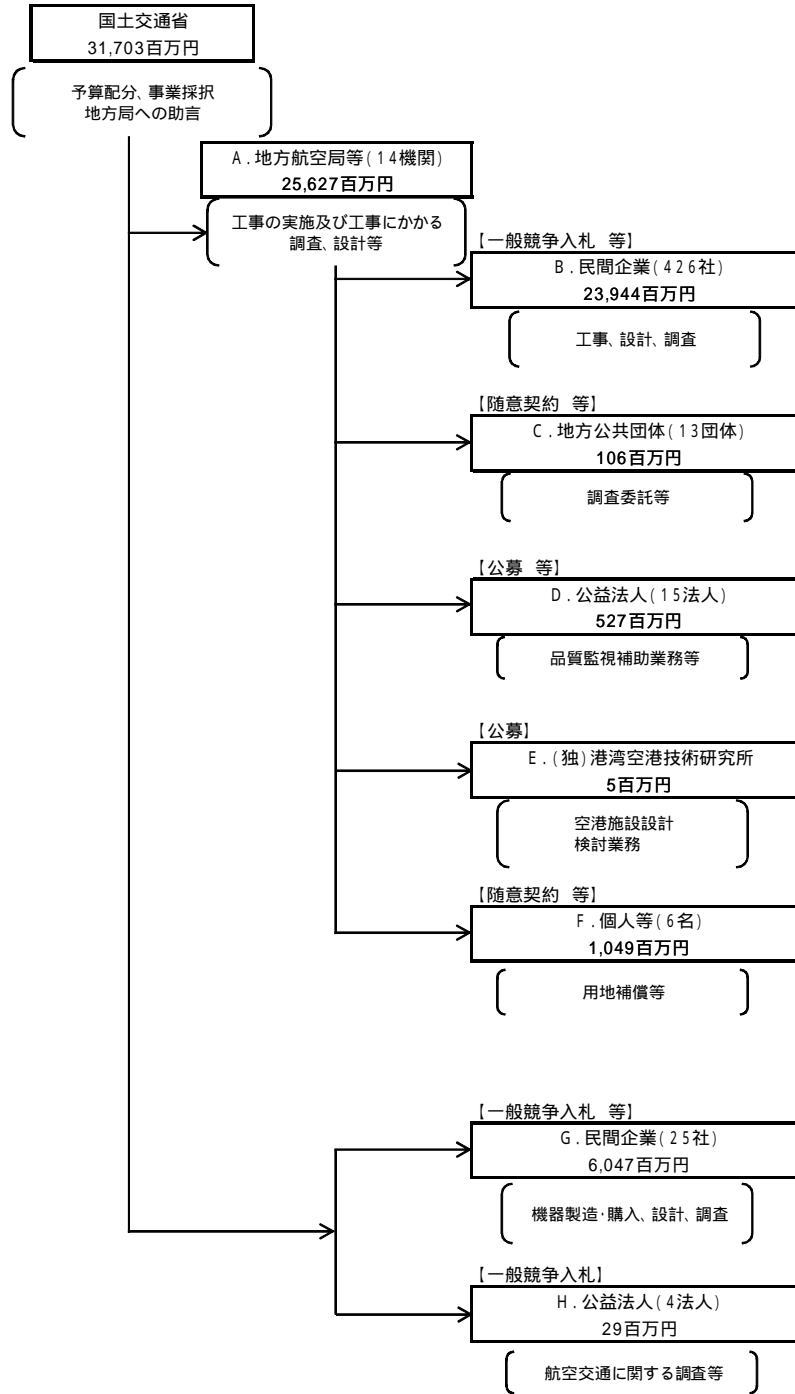 国土交通省
31,703百万円
予算配分、事業採択
地方局への助言
A．地方航空局等(14機関)
25,627百万円
工事の実施及び工事にかかる
調査、設計等
【一般競争入札　等】
B．民間企業(426社)
23,944百万円
工事、設計、調査
【随意契約　等】
C．地方公共団体(13団体)
106百万円
調査委託等
【公募　等】
D．公益法人(15法人)
527百万円
品質監視補助業務等
【公募】
E．(独)港湾空港技術研究所
5百万円
空港施設設計
検討業務
【随意契約　等】
F．個人等(6名)
1,049百万円
用地補償等
【一般競争入札　等】
G．民間企業(25社)
6,047百万円
機器製造・購入、設計、調査
【一般競争入札】
H．公益法人(4法人)
29百万円
航空交通に関する調査等